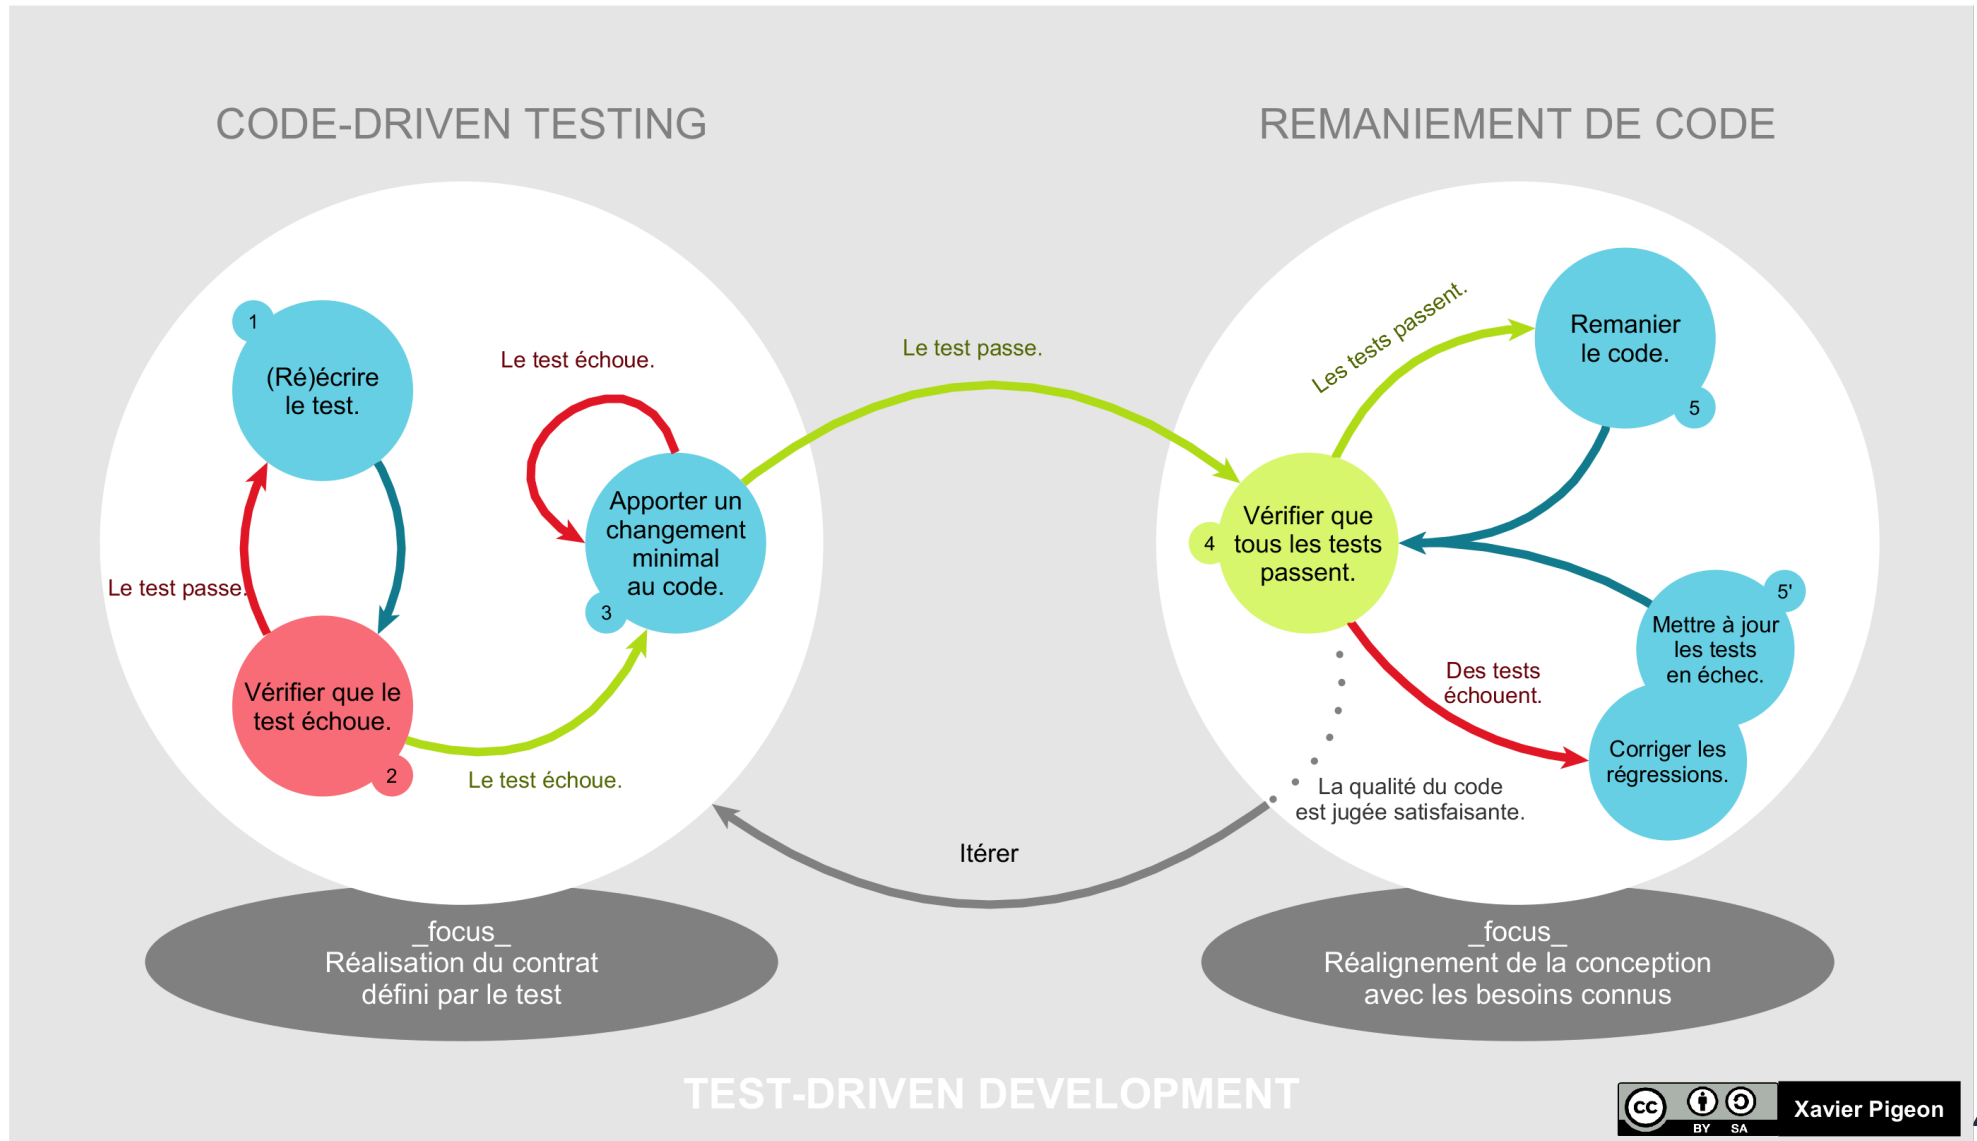 CODE-DRIVEN TESTING
REMANIEMENT DE CODE
1
(Ré)écrire
le test.
Le test échoue.
Le test passe.
Les tests passent.
Remanier
le code.
5
Apporter un
changement
minimal
au code.
3
4
Vérifier que
tous les tests
passent.
Le test passe.
5'
Mettre à jour
les tests
en échec.
Vérifier que le
test échoue.
2
Le test échoue.
Des tests
échouent.
Corriger les
régressions.
La qualité du code
est jugée satisfaisante.
Itérer
_focus_
Réalisation du contrat
défini par le test
_focus_
Réalignement de la conception
avec les besoins connus
TEST-DRIVEN DEVELOPMENT
cc
BY SA
Xavier Pigeon